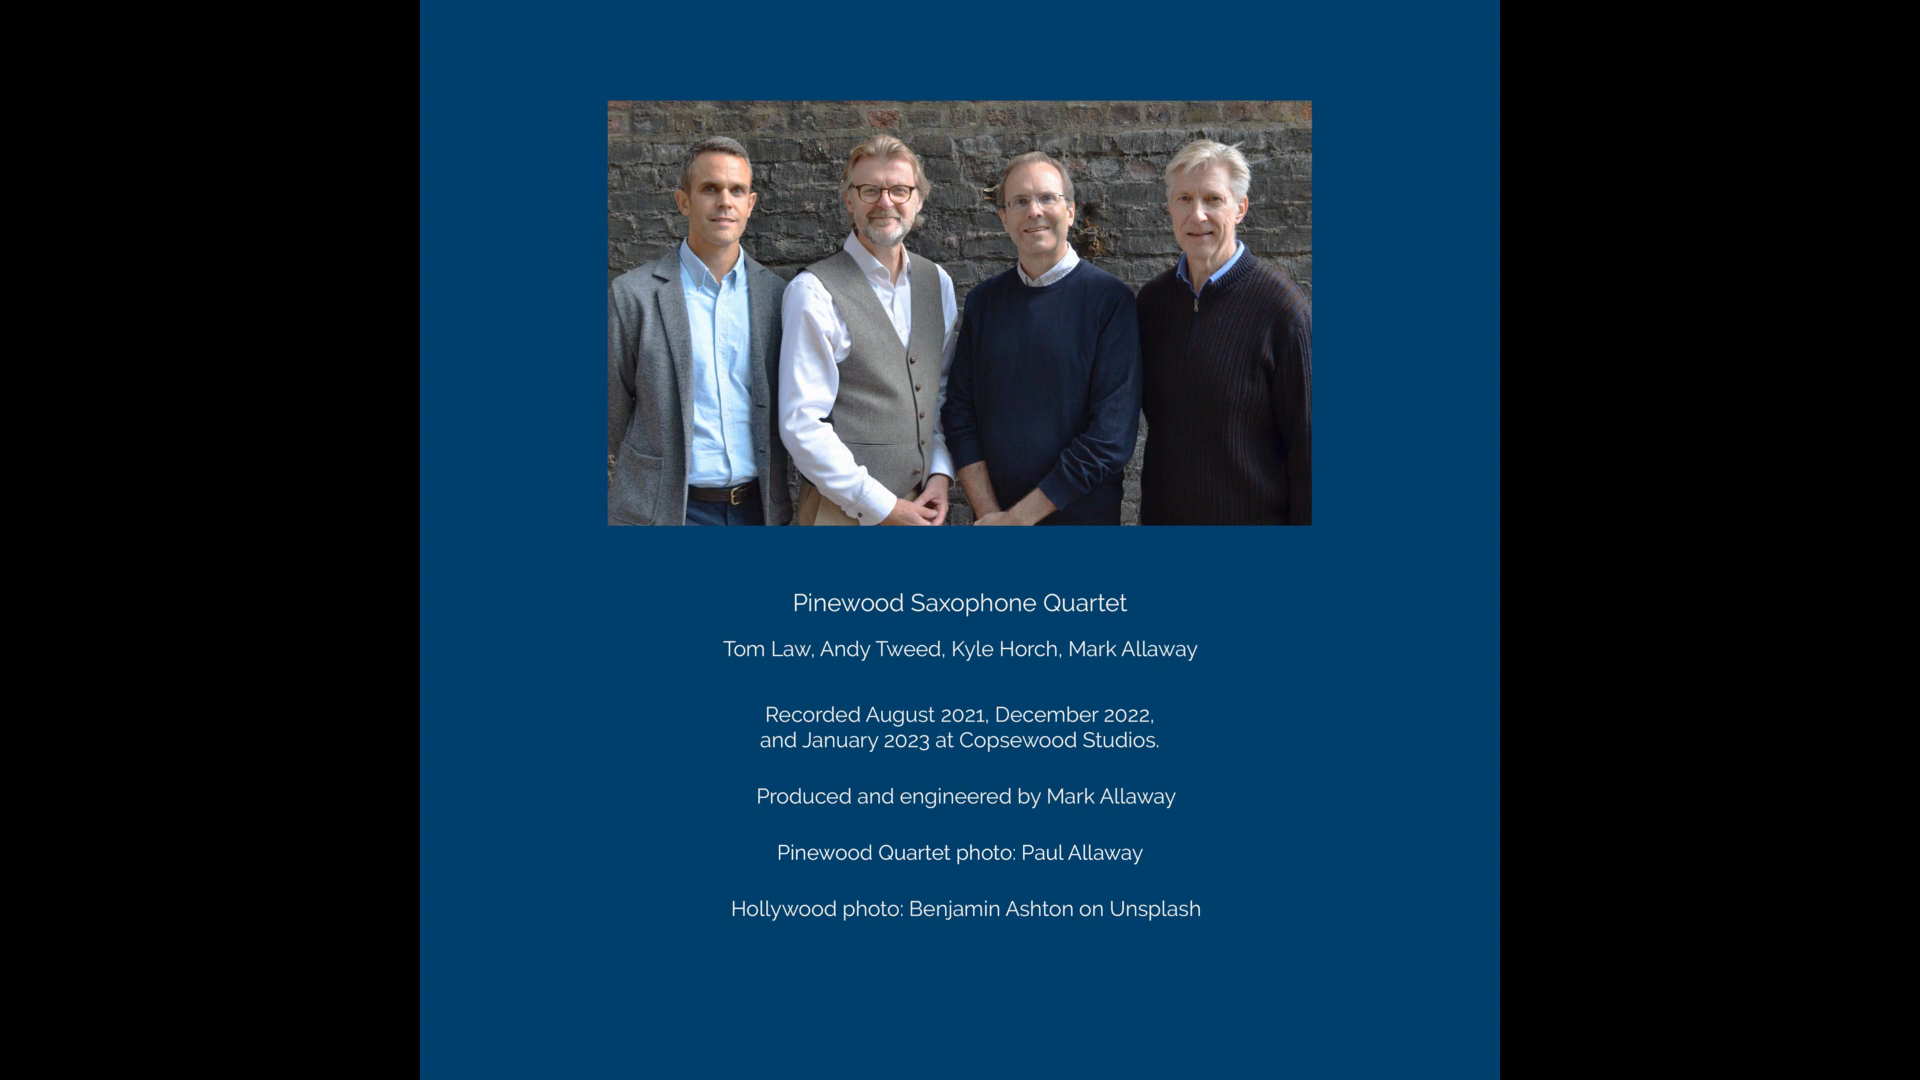 Pinewood Saxophone Quartet
Tom Law, Andy Tweed, Kyle Horch, Mark Allaway
Recorded August 2021, December 2022,
and January 2023 at Copsewood Studios.
Produced and engineered by Mark Allaway
Pinewood Quartet photo: Paul Allaway
Hollywood photo: Benjamin Ashton on Unsplash